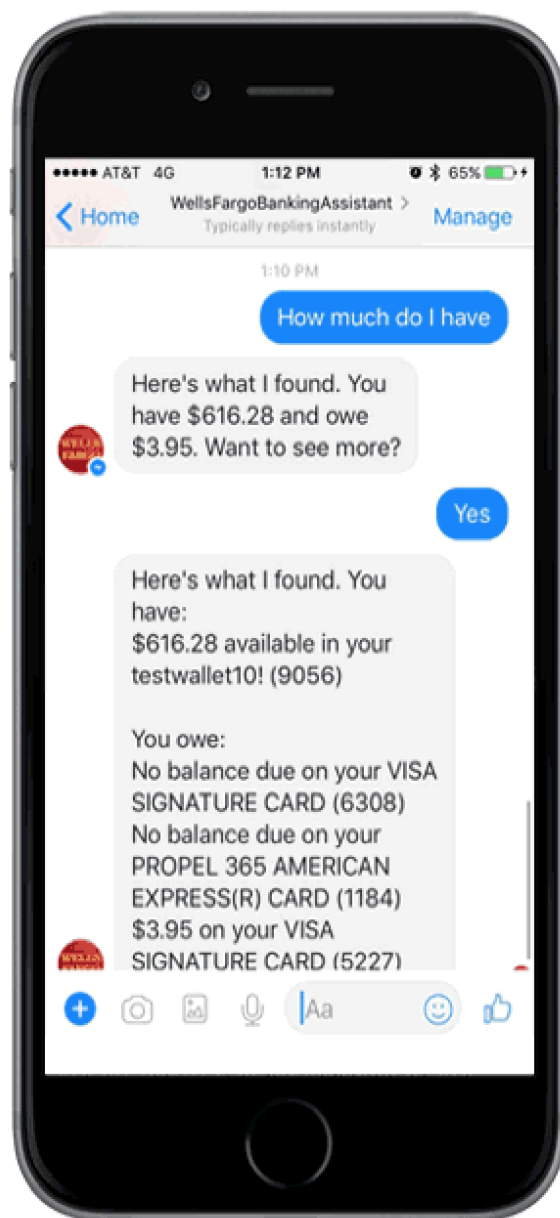 AT&T 4G 1:12 PM 65%
Home WellsFargoBankingAssistant > Manage
Typically replies instantly
1:10 PM
How much do I have
Here's what I found. You
have $616.28 and owe
$3.95. Want to see more?
WELLS
FARGO
Yes
Here's what I found. You
have:
$616.28 available in your
testwallet10! (9056)
You owe:
No balance due on your VISA
SIGNATURE CARD (6308)
No balance due on your
PROPEL 365 AMERICAN
EXPRESS(R) CARD (1184)
$3.95 on your VISA
SIGNATURE CARD (5227)
WELLS
Aa